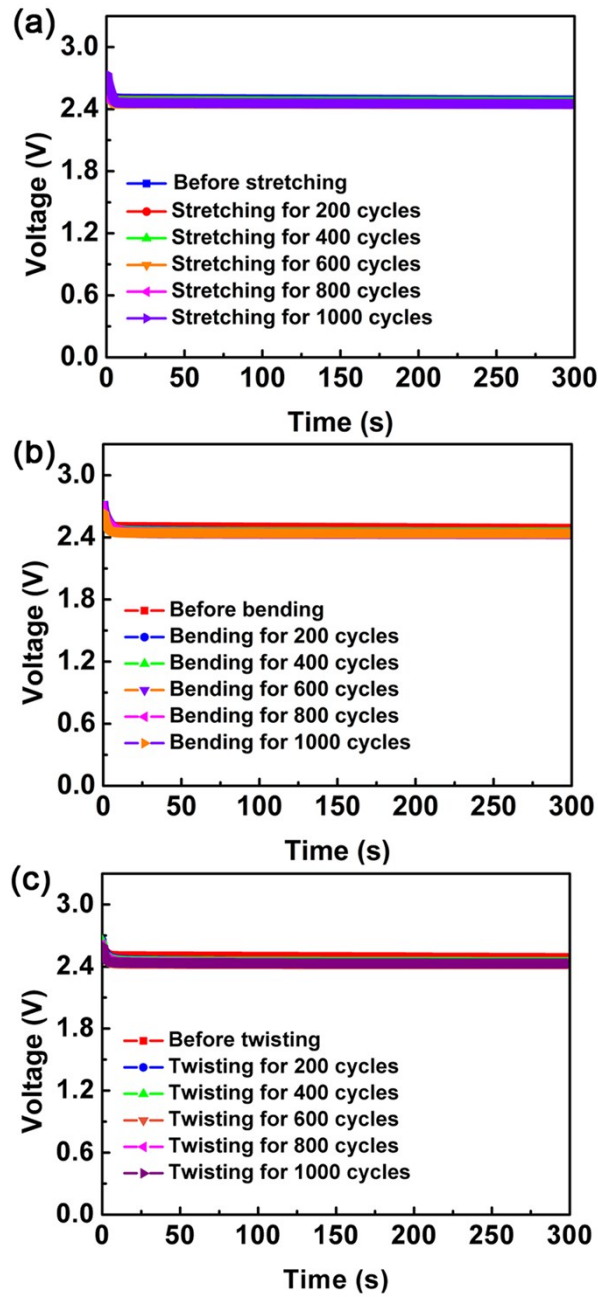 (a)
3.0
2.4
1.8
1.2
0.6
0.0
Voltage (V)
Before stretching
Stretching for 200 cycles
Stretching for 400 cycles
Stretching for 600 cycles
Stretching for 800 cycles
Stretching for 1000 cycles
0 50 100 150 200 250 300
Time (s)
(b)
3.0
2.4
1.8
1.2
0.6
0.0
Voltage (V)
Before bending
Bending for 200 cycles
Bending for 400 cycles
Bending for 600 cycles
Bending for 800 cycles
Bending for 1000 cycles
0 50 100 150 200 250 300
Time (s)
(c)
3.0
2.4
1.8
1.2
0.6
0.0
Voltage (V)
Before twisting
Twisting for 200 cycles
Twisting for 400 cycles
Twisting for 600 cycles
Twisting for 800 cycles
Twisting for 1000 cycles
0 50 100 150 200 250 300
Time (s)